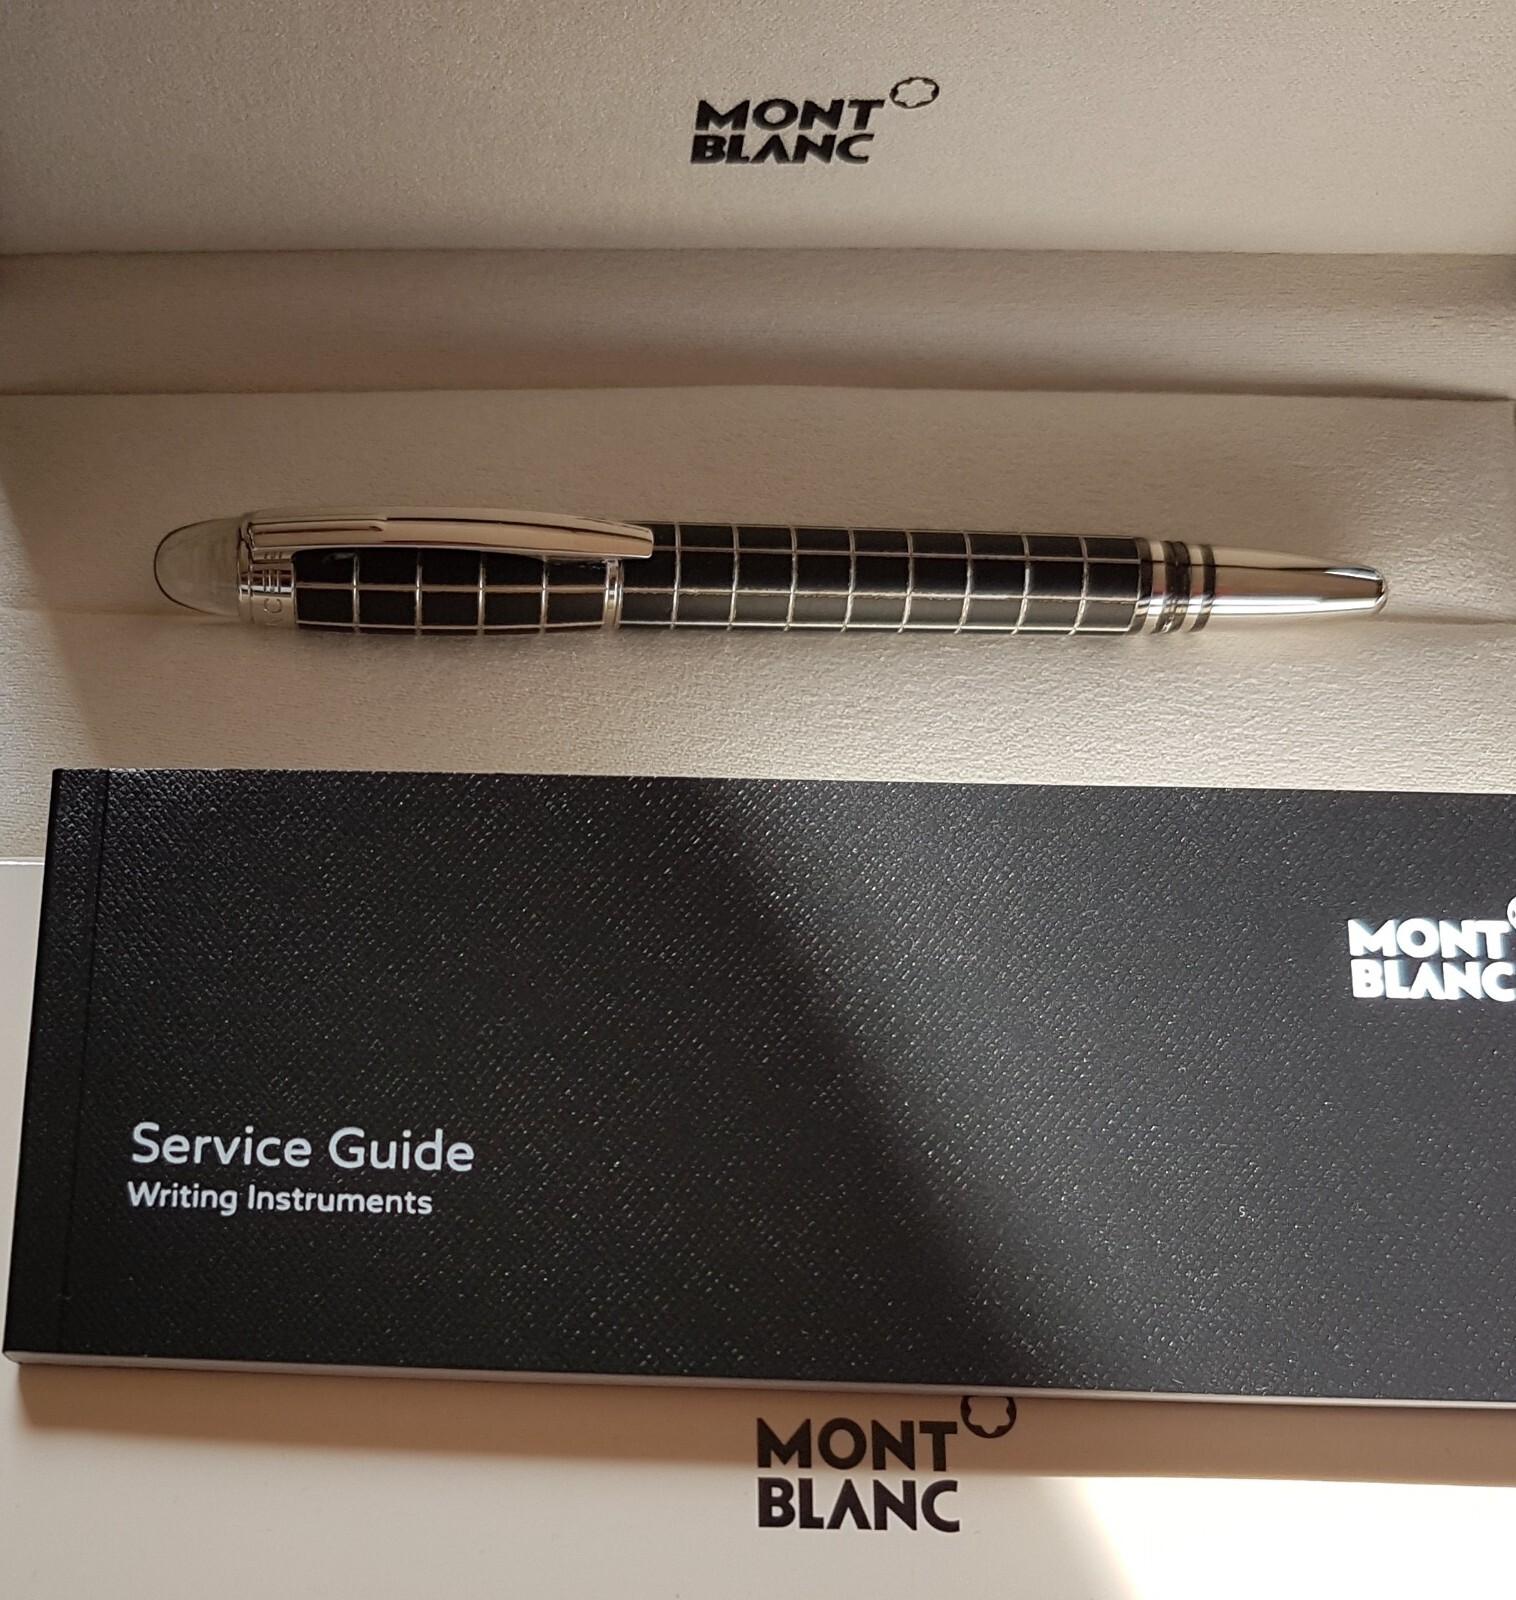 MONT
BLANC
MONT
BLANC
Service Guide
Writing Instruments
MONT
BLANC